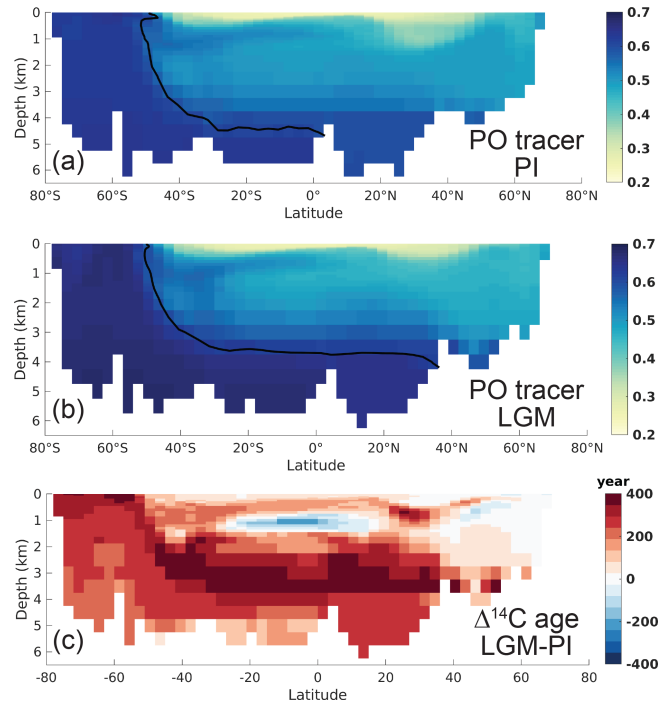 0
1
2
3
4
5
6
Depth (km)
(a)
PO tracer
PI
80°S 60°S 40°S 20°S 0° 20°N 40°N 60°N 80°N
Latitude
0.7
0.6
0.5
0.4
0.3
0.2
0
1
2
3
4
5
6
Depth (km)
(b)
PO tracer
LGM
80°S 60°S 40°S 20°S 0° 20°N 40°N 60°N 80°N
Latitude
0.7
0.6
0.5
0.4
0.3
0.2
0
1
2
3
4
5
6
Depth (km)
(c)
Δ¹⁴C age
LGM-PI
-80 -60 -40 -20 0 20 40 60 80
Latitude
year
400
200
0
-200
-400